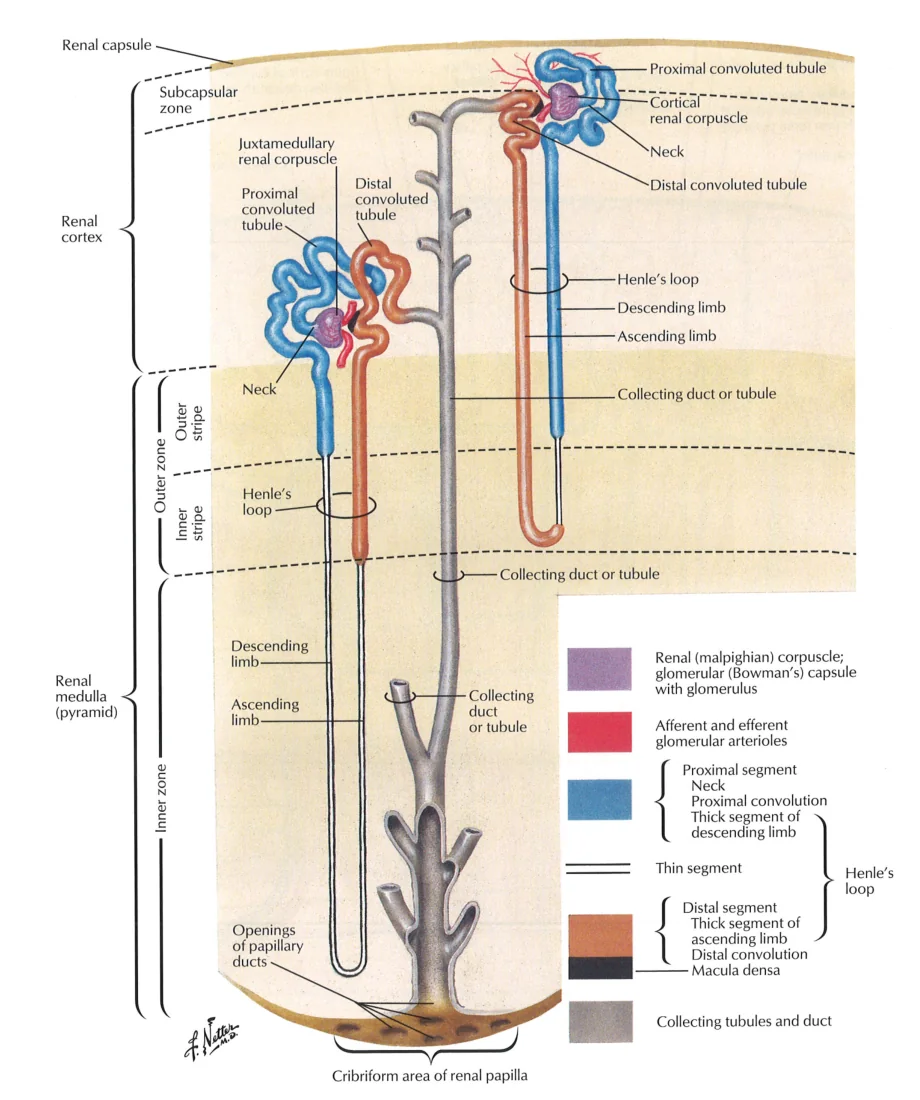 Renal capsule
Subcapsular
zone
Proximal convoluted tubule
Cortical
renal corpuscle
Neck
Distal convoluted tubule
Juxtamedullary
renal corpuscle
Proximal
convoluted
tubule
Distal
convoluted
tubule
Renal
cortex
Henle's loop
Descending limb
Ascending limb
Neck
Collecting duct or tubule
Outer
stripe
Outer zone
Henle's
loop
Inner
stripe
Collecting duct or tubule
Descending
limb
Ascending
limb
Renal
medulla
(pyramid)
Collecting
duct
or tubule
Inner zone
Openings
of papillary
ducts
Renal (malpighian) corpuscle;
glomerular (Bowman's) capsule
with glomerulus
Afferent and efferent
glomerular arterioles
Proximal segment
Neck
Proximal convolution
Thick segment of
descending limb
Thin segment
Henle's
loop
Distal segment
Thick segment of
ascending limb
Distal convolution
Macula densa
Collecting tubules and duct
F. Netter
M.D.
Cribriform area of renal papilla